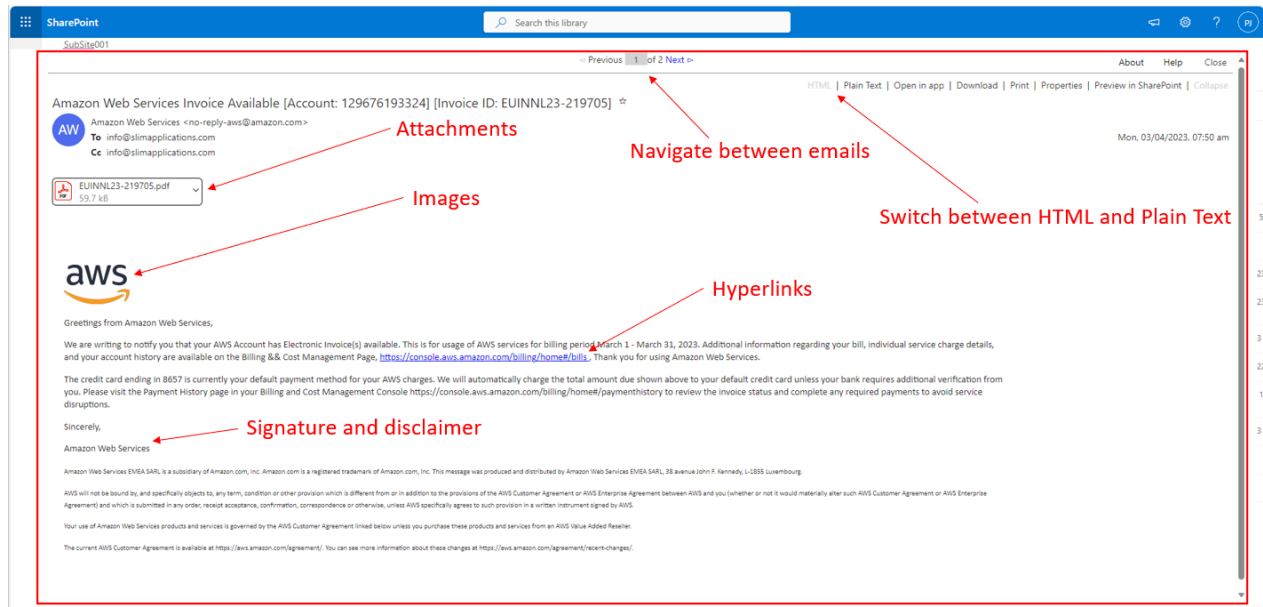 SharePoint
Search this library
PJ
SubSite001
Previous 1 of 2 Next
About Help Close
HTML | Plain Text | Open in app | Download | Print | Properties | Preview in SharePoint | Collapse
Amazon Web Services Invoice Available [Account: 129676193324] [Invoice ID: EUINNL23-219705]
AW
Amazon Web Services <no-reply-aws@amazon.com>
To info@slimapplications.com
Cc info@slimapplications.com
Mon, 03/04/2023, 07:50 am
Attachments
Navigate between emails
PDF
EUINNL23-219705.pdf
59.7 kB
Images
Switch between HTML and Plain Text
aws
Hyperlinks
Greetings from Amazon Web Services,
We are writing to notify you that your AWS Account has Electronic Invoice(s) available. This is for usage of AWS services for billing period March 1 - March 31, 2023. Additional information regarding your bill, individual service charge details,
and your account history are available on the Billing && Cost Management Page, https://console.aws.amazon.com/billing/home#/bills , Thank you for using Amazon Web Services.
The credit card ending in 8657 is currently your default payment method for your AWS charges. We will automatically charge the total amount due shown above to your default credit card unless your bank requires additional verification from
you. Please visit the Payment History page in your Billing and Cost Management Console https://console.aws.amazon.com/billing/home#/paymenthistory to review the invoice status and complete any required payments to avoid service
disruptions.
Sincerely,
Signature and disclaimer
Amazon Web Services
Amazon Web Services EMEA SARL is a subsidiary of Amazon.com, Inc. Amazon.com is a registered trademark of Amazon.com, Inc. This message was produced and distributed by Amazon Web Services EMEA SARL, 38 avenue John F. Kennedy, L-1855 Luxembourg.
AWS will not be bound by, and specifically objects to, any term, condition or other provision which is different from or in addition to the provisions of the AWS Customer Agreement or AWS Enterprise Agreement between AWS and you (whether or not it would materially alter such AWS Customer Agreement or AWS Enterprise
Agreement) and which is submitted in any order, receipt acceptance, confirmation, correspondence or otherwise, unless AWS specifically agrees to such provision in a written instrument signed by AWS.
Your use of Amazon Web Services products and services is governed by the AWS Customer Agreement linked below unless you purchase these products and services from an AWS Value Added Reseller.
The current AWS Customer Agreement is available at https://aws.amazon.com/agreement/. You can see more information about these changes at https://aws.amazon.com/agreement/recent-changes/.